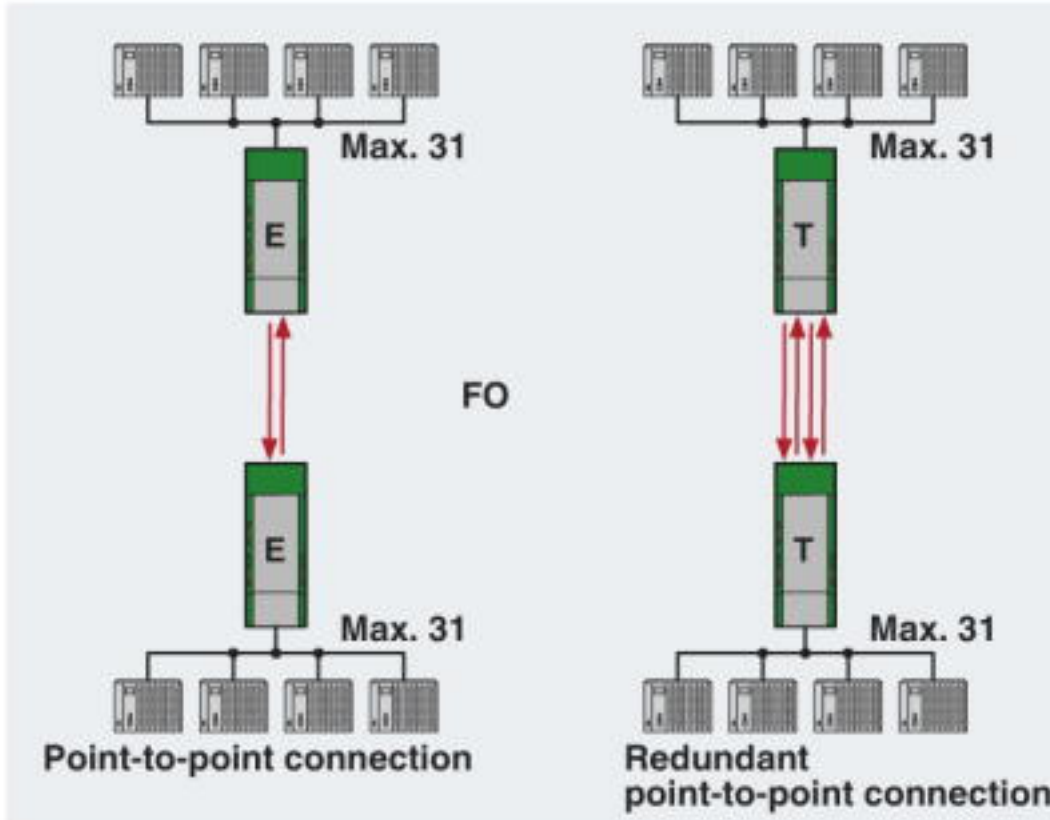 Max. 31
Max. 31
E
T
FO
E
T
Max. 31
Max. 31
Point-to-point connection
Redundant
point-to-point connection